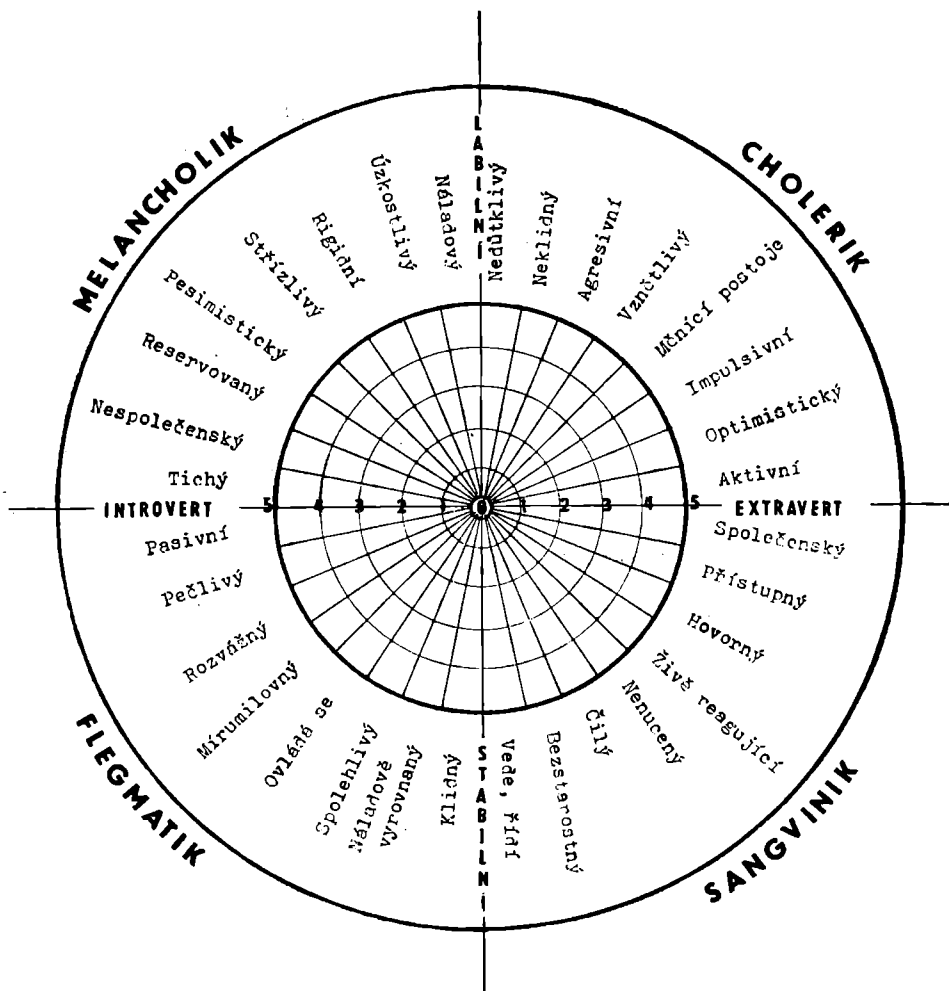 MELANCHOLIK
CHOLERIK
LABILNÍ
Náladový
Úzkostlivý
Rigidní
Střízlivý
Pesimistický
Reservovaný
Nespolečenský
Tichý
Nedůtklivý
Neklidný
Agresivní
Vznětlivý
Měnící postoje
Impulsivní
Optimistický
Aktivní
INTROVERT 5 4 3 2 1 0 1 2 3 4 5 EXTRAVERT
Pasivní
Pečlivý
Rozvážný
Mírumilovný
Ovládá se
Spolehlivý
Náladově
vyrovnaný
Klidný
Společenský
Přístupný
Hovorný
Živě reagující
Nenucený
Čilý
Bezstarostný
Vede, řídí
STABILNÍ
FLEGMATIK
SANGVINIK